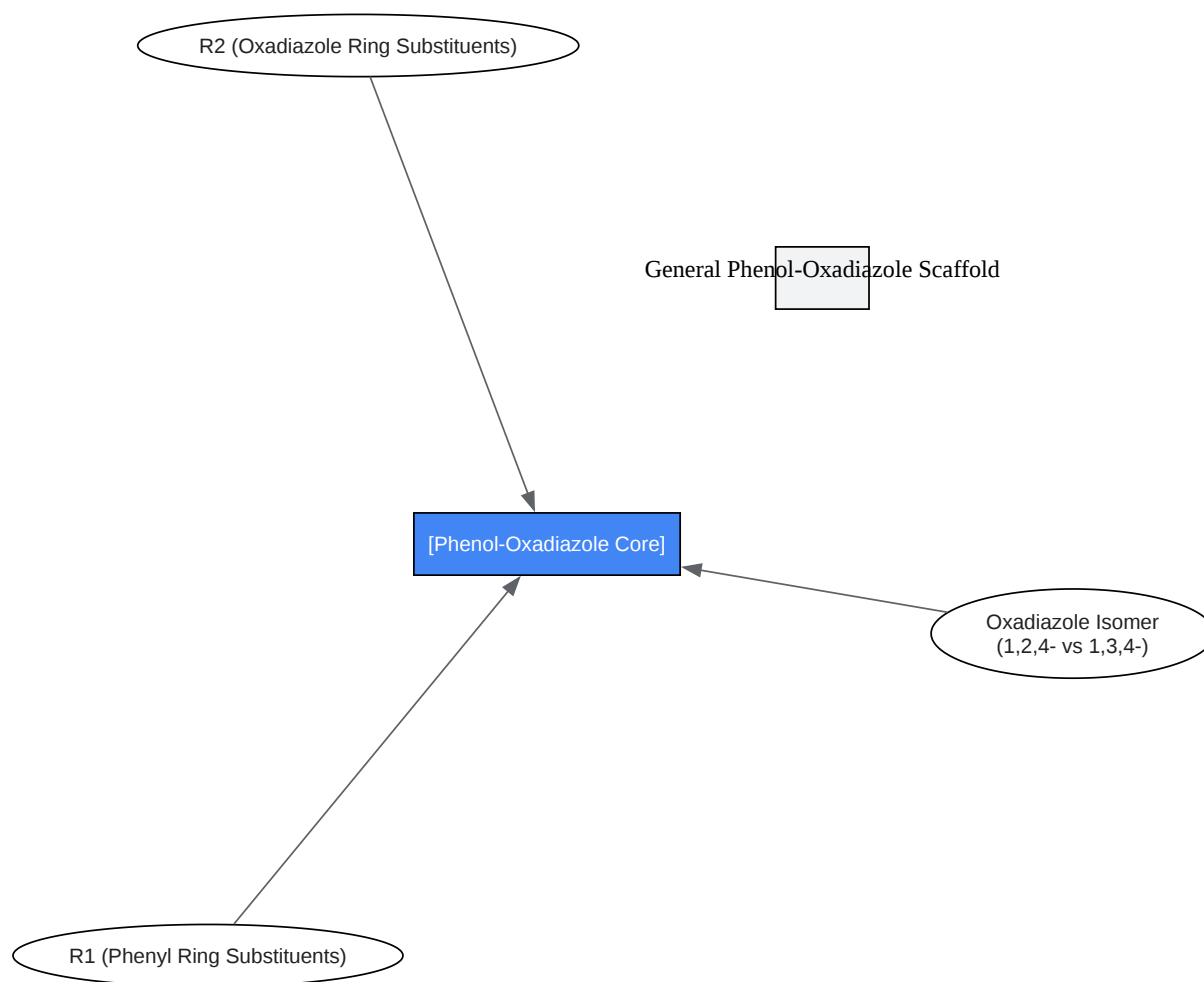 R2 (Oxadiazole Ring Substituents)
General Phenol-Oxadiazole Scaffold
[Phenol-Oxadiazole Core]
Oxadiazole Isomer
(1,2,4- vs 1,3,4-)
R1 (Phenyl Ring Substituents)